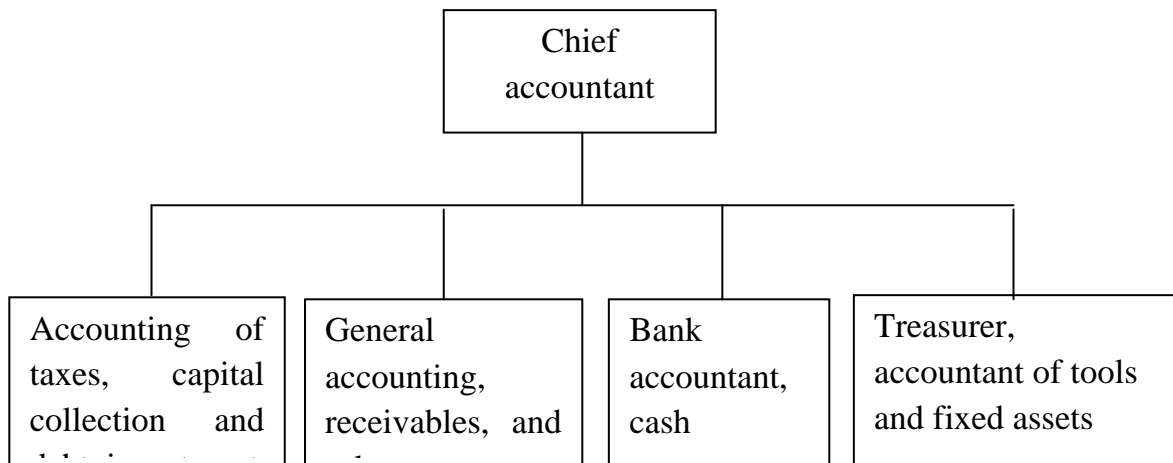 Chief
accountant
Accounting of
taxes, capital
collection and
General
accounting,
receivables, and
Bank
accountant,
cash
Treasurer,
accountant of tools
and fixed assets